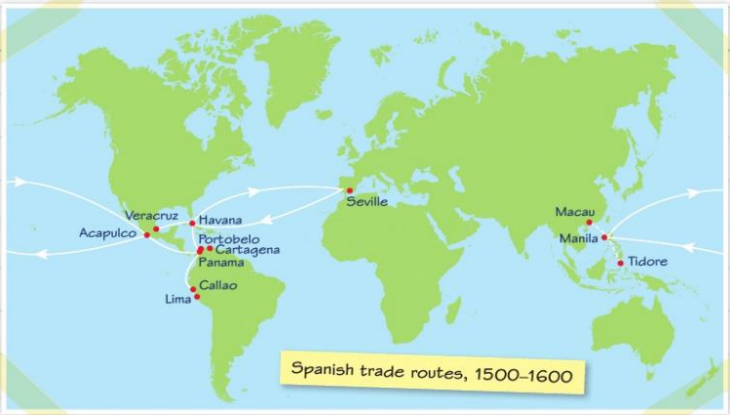 Veracruz
Havana
Acapulco
Portobelo
Cartagena
Panama
Callao
Lima
Seville
Macau
Manila
Tidore
Spanish trade routes, 1500–1600